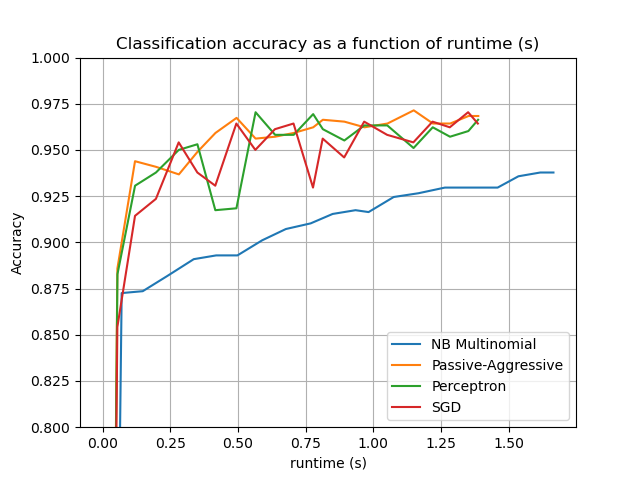 Classification accuracy as a function of runtime (s)
1.000
0.975
0.950
0.925
0.900
0.875
0.850
0.825
0.800
Accuracy
0.00 0.25 0.50 0.75 1.00 1.25 1.50
runtime (s)
NB Multinomial
Passive-Aggressive
Perceptron
SGD